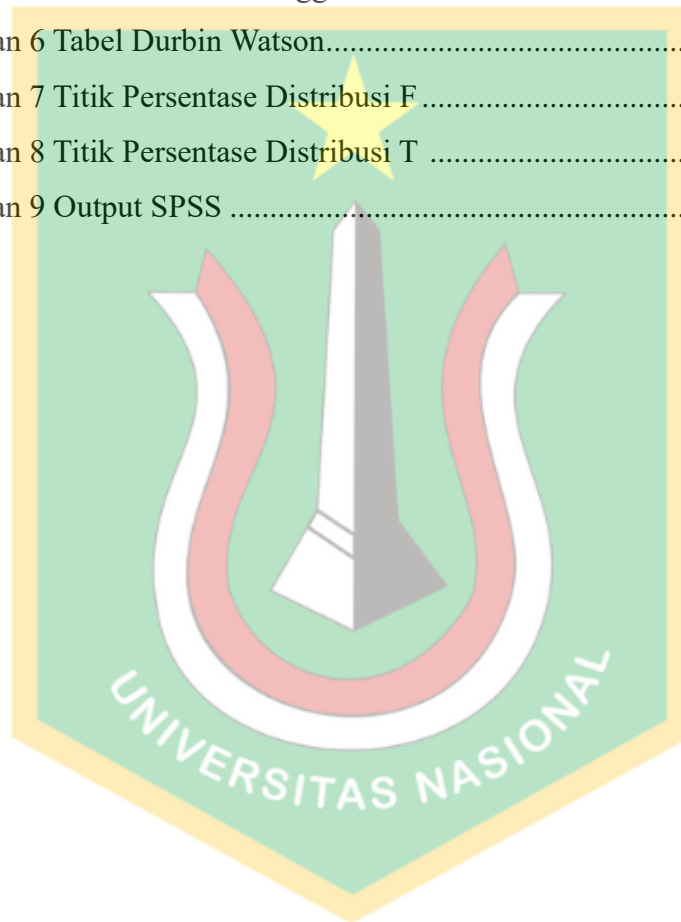 an 6 Tabel Durbin Watson................................................
an 7 Titik Persentase Distribusi F................................
an 8 Titik Persentase Distribusi T ................................
an 9 Output SPSS .........................................................
UNIVERSITAS NASIONAL